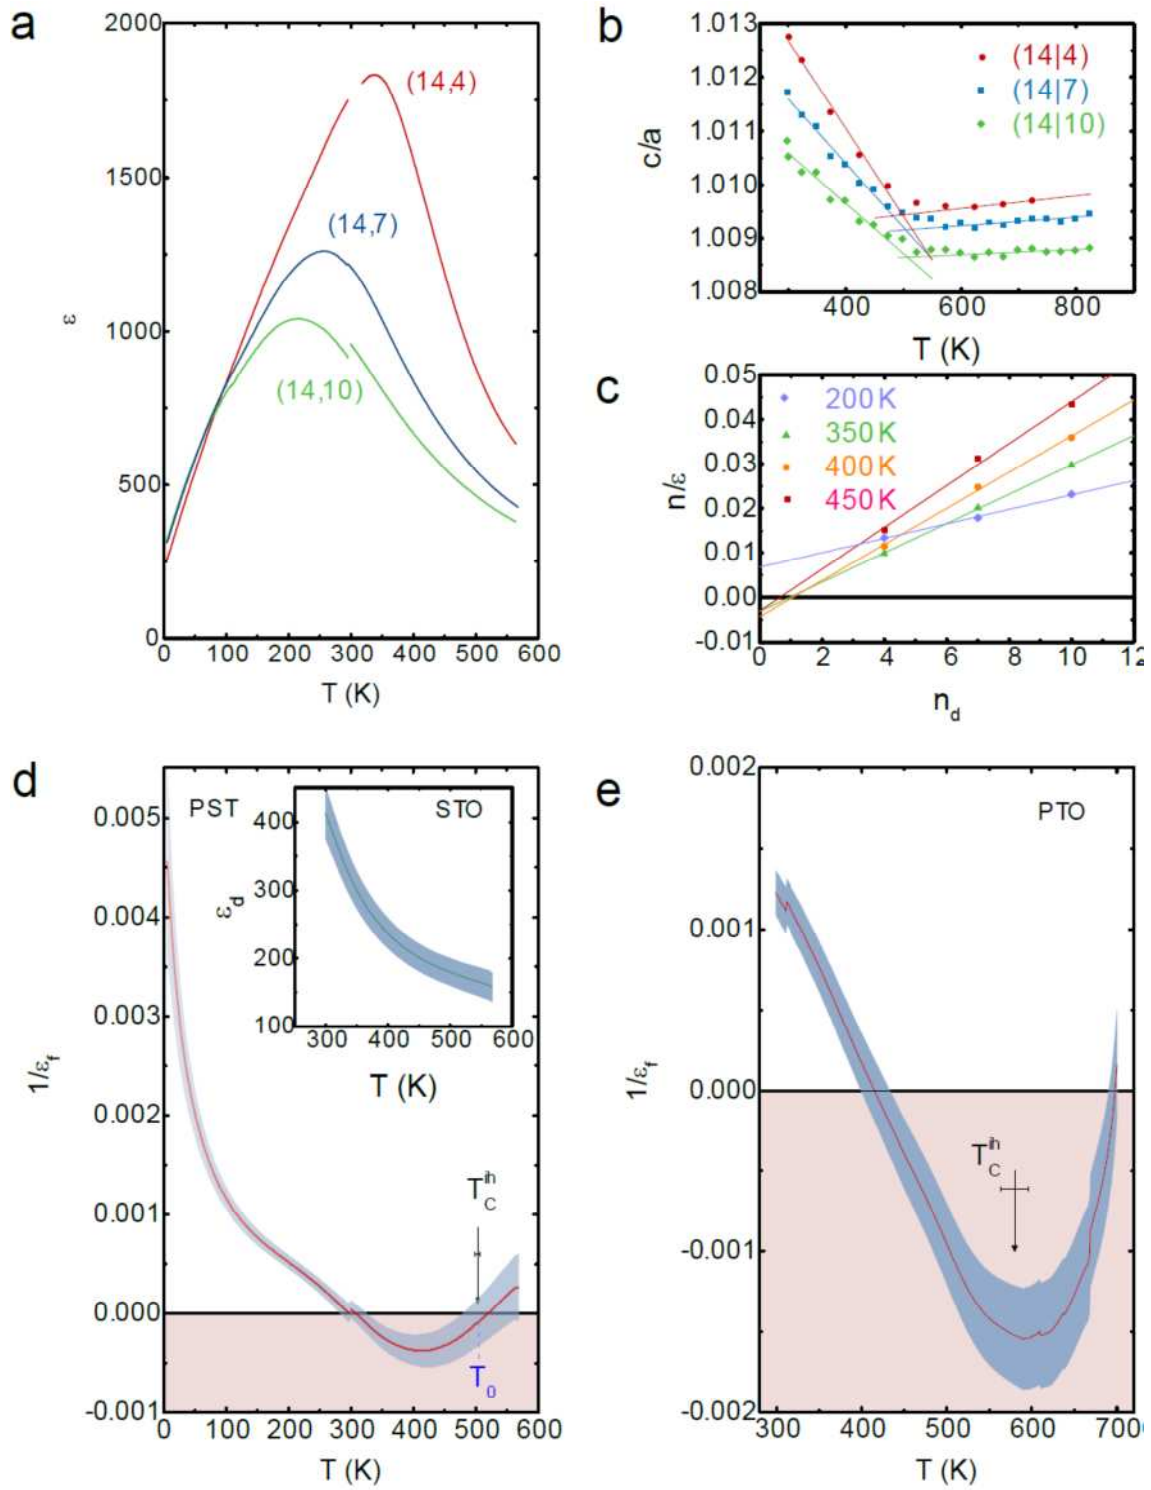 a
2000
1500
1000
500
0
ε
(14,4)
(14,7)
(14,10)
0 100 200 300 400 500 600
T (K)
b
1.013
1.012
1.011
1.010
1.009
1.008
c/a
(14|4)
(14|7)
(14|10)
400 600 800
T (K)
c
0.05
0.04
0.03
0.02
0.01
0.00
-0.01
n/ε
200 K
350 K
400 K
450 K
0 2 4 6 8 10 12
n_d
d
0.005
0.004
0.003
0.002
0.001
0.000
-0.001
1/ε_f
PST
STO
400
300
200
100
ε_d
300 400 500 600
T (K)
T_C^ih
T_0
0 100 200 300 400 500 600
T (K)
e
0.002
0.001
0.000
-0.001
-0.002
1/ε_f
PTO
T_C^ih
300 400 500 600 700
T (K)